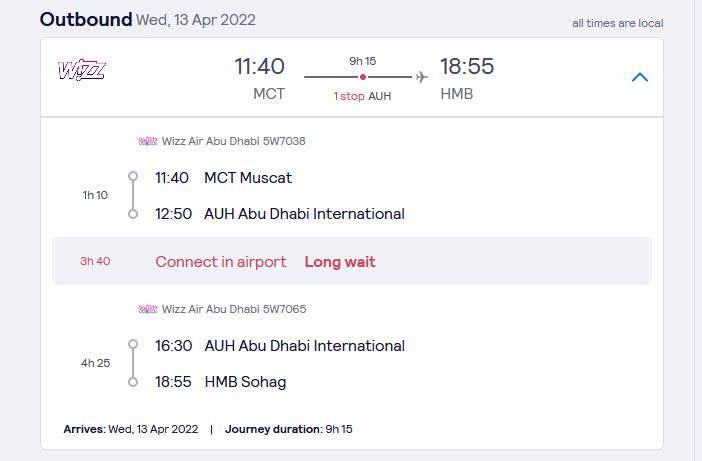 Outbound Wed, 13 Apr 2022 all times are local
WIZZ 11:40 9h 15 18:55
MCT 1 stop AUH HMB
WIZZ Wizz Air Abu Dhabi 5W7038
11:40 MCT Muscat
1h 10
12:50 AUH Abu Dhabi International
3h 40 Connect in airport Long wait
WIZZ Wizz Air Abu Dhabi 5W7065
16:30 AUH Abu Dhabi International
4h 25
18:55 HMB Sohag
Arrives: Wed, 13 Apr 2022 | Journey duration: 9h 15